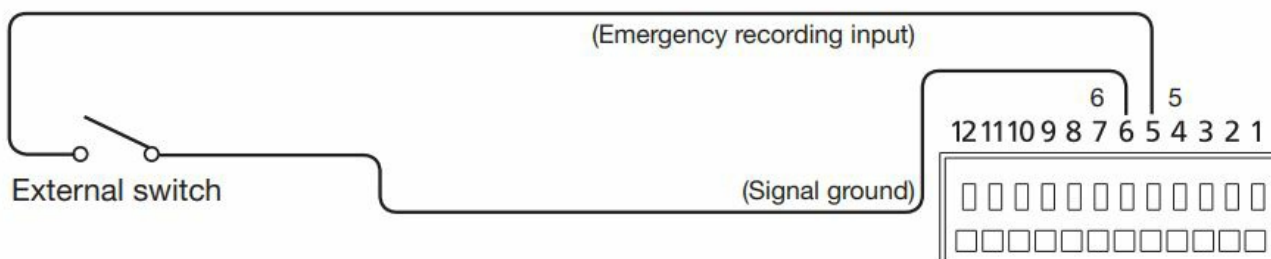 (Emergency recording input)
6 5
12 11 10 9 8 7 6 5 4 3 2 1
External switch
(Signal ground)